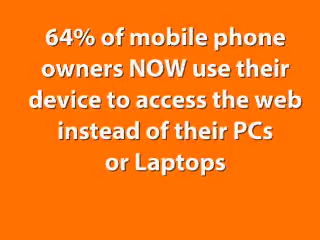 64% of mobile phone
owners NOW use their
device to access the web
instead of their PCs
or Laptops